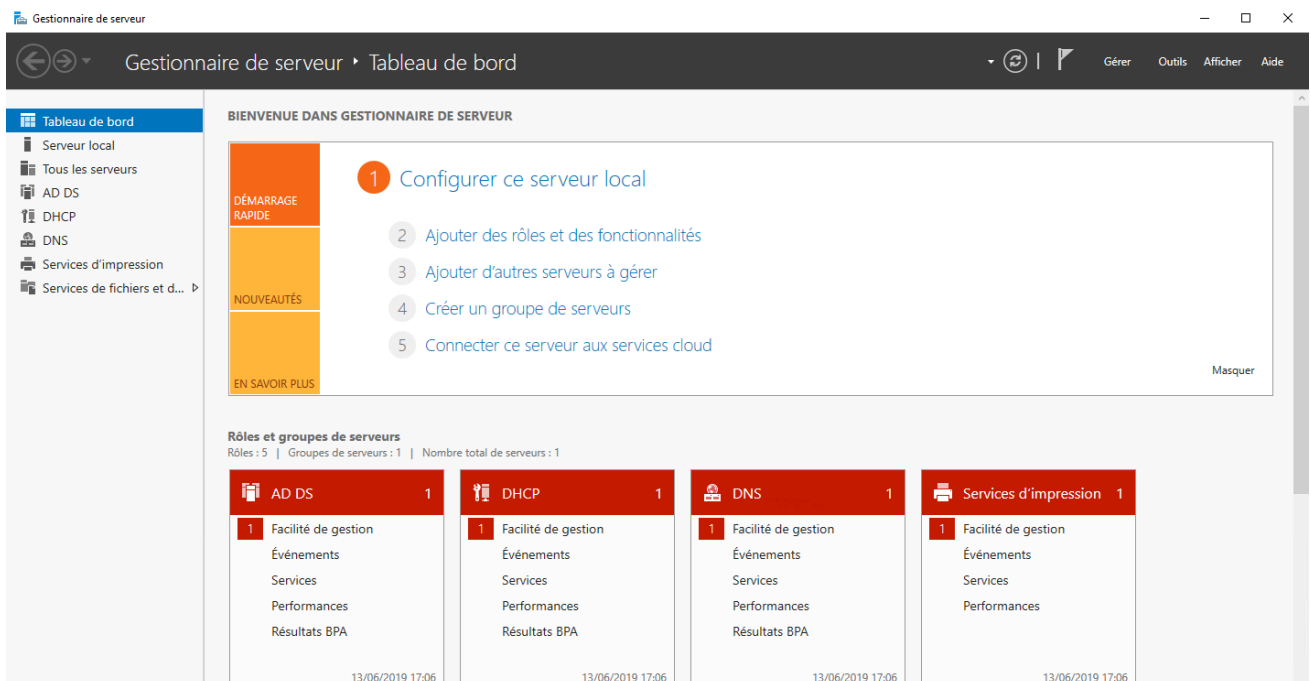 Gestionnaire de serveur
Gestionnaire de serveur • Tableau de bord
Gérer Outils Afficher Aide
Tableau de bord
Serveur local
Tous les serveurs
AD DS
DHCP
DNS
Services d'impression
Services de fichiers et d...
BIENVENUE DANS GESTIONNAIRE DE SERVEUR
DÉMARRAGE
RAPIDE
NOUVEAUTÉS
EN SAVOIR PLUS
1 Configurer ce serveur local
2 Ajouter des rôles et des fonctionnalités
3 Ajouter d'autres serveurs à gérer
4 Créer un groupe de serveurs
5 Connecter ce serveur aux services cloud
Masquer
Rôles et groupes de serveurs
Rôles : 5 | Groupes de serveurs : 1 | Nombre total de serveurs : 1
AD DS 1
1 Facilité de gestion
Événements
Services
Performances
Résultats BPA
13/06/2019 17:06
DHCP 1
1 Facilité de gestion
Événements
Services
Performances
Résultats BPA
13/06/2019 17:06
DNS 1
1 Facilité de gestion
Événements
Services
Performances
Résultats BPA
13/06/2019 17:06
Services d'impression 1
1 Facilité de gestion
Événements
Services
Performances
13/06/2019 17:06